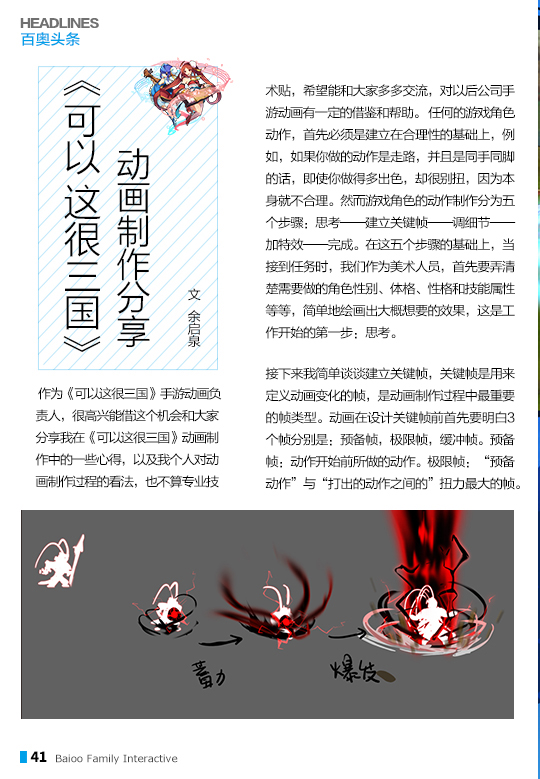 HEADLINES
百奥头条
《可以 这很三国》
动画制作分享
文 余启泉
作为《可以这很三国》手游动画负
责人，很高兴能借这个机会和大家
分享我在《可以这很三国》动画制
作中的一些心得，以及我个人对动
画制作过程的看法，也不算专业技
术贴，希望能和大家多多交流，对以后公司手
游动画有一定的借鉴和帮助。任何的游戏角色
动作，首先必须是建立在合理性的基础上，例
如，如果你做的动作是走路，并且是同手同脚
的话，即使你做得多出色，却很别扭，因为本
身就不合理。然而游戏角色的动作制作分为五
个步骤；思考——建立关键帧——调细节——
加特效——完成。在这五个步骤的基础上，当
接到任务时，我们作为美术人员，首先要弄清
楚需要做的角色性别、体格、性格和技能属性
等等，简单地绘画出大概想要的效果，这是工
作开始的第一步；思考。
接下来我简单谈谈建立关键帧，关键帧是用来
定义动画变化的帧，是动画制作过程中最重要
的帧类型。动画在设计关键帧前首先要明白3
个帧分别是；预备帧，极限帧，缓冲帧。预备
帧；动作开始前所做的动作。极限帧；“预备
动作”与“打出的动作之间的”扭力最大的帧。
蓄力
爆发
41 Baioo Family Interactive